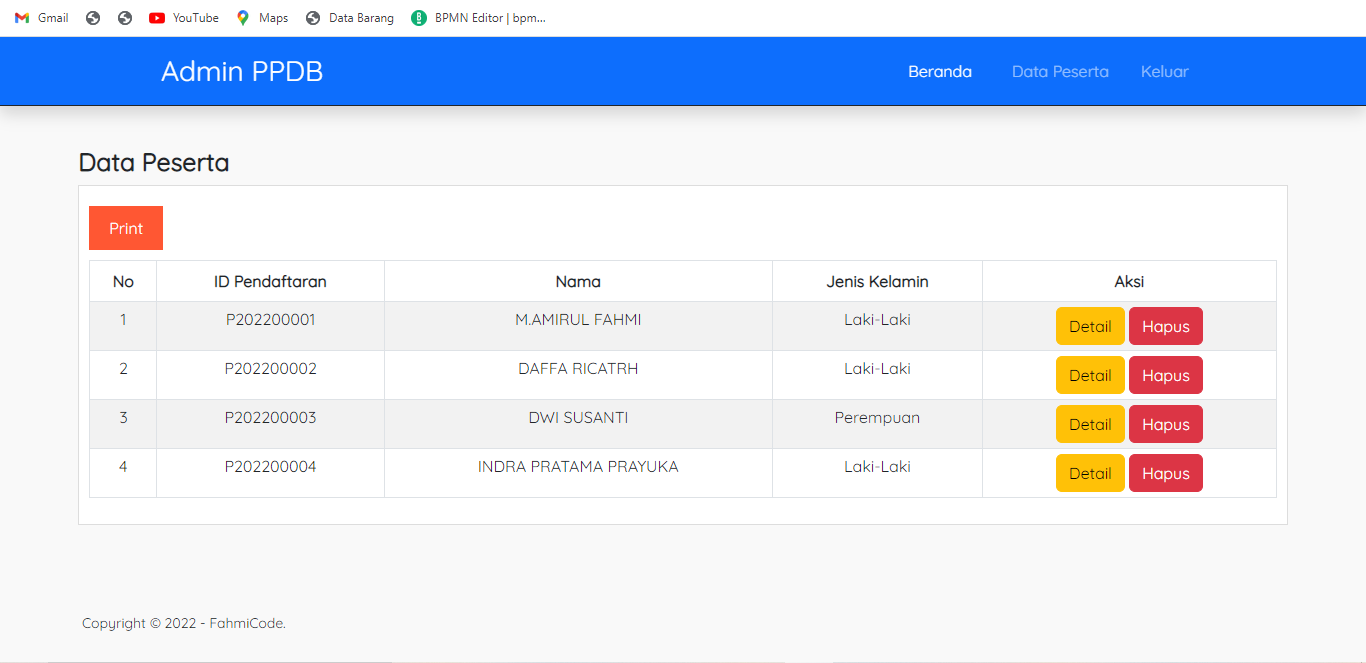 Gmail YouTube Maps Data Barang BPMN Editor | bpm...
Admin PPDB Beranda Data Peserta Keluar
Data Peserta
Print
No ID Pendaftaran Nama Jenis Kelamin Aksi
1 P202200001 M.AMIRUL FAHMI Laki-Laki Detail Hapus
2 P202200002 DAFFA RICATRH Laki-Laki Detail Hapus
3 P202200003 DWI SUSANTI Perempuan Detail Hapus
4 P202200004 INDRA PRATAMA PRAYUKA Laki-Laki Detail Hapus
Copyright © 2022 - FahmiCode.